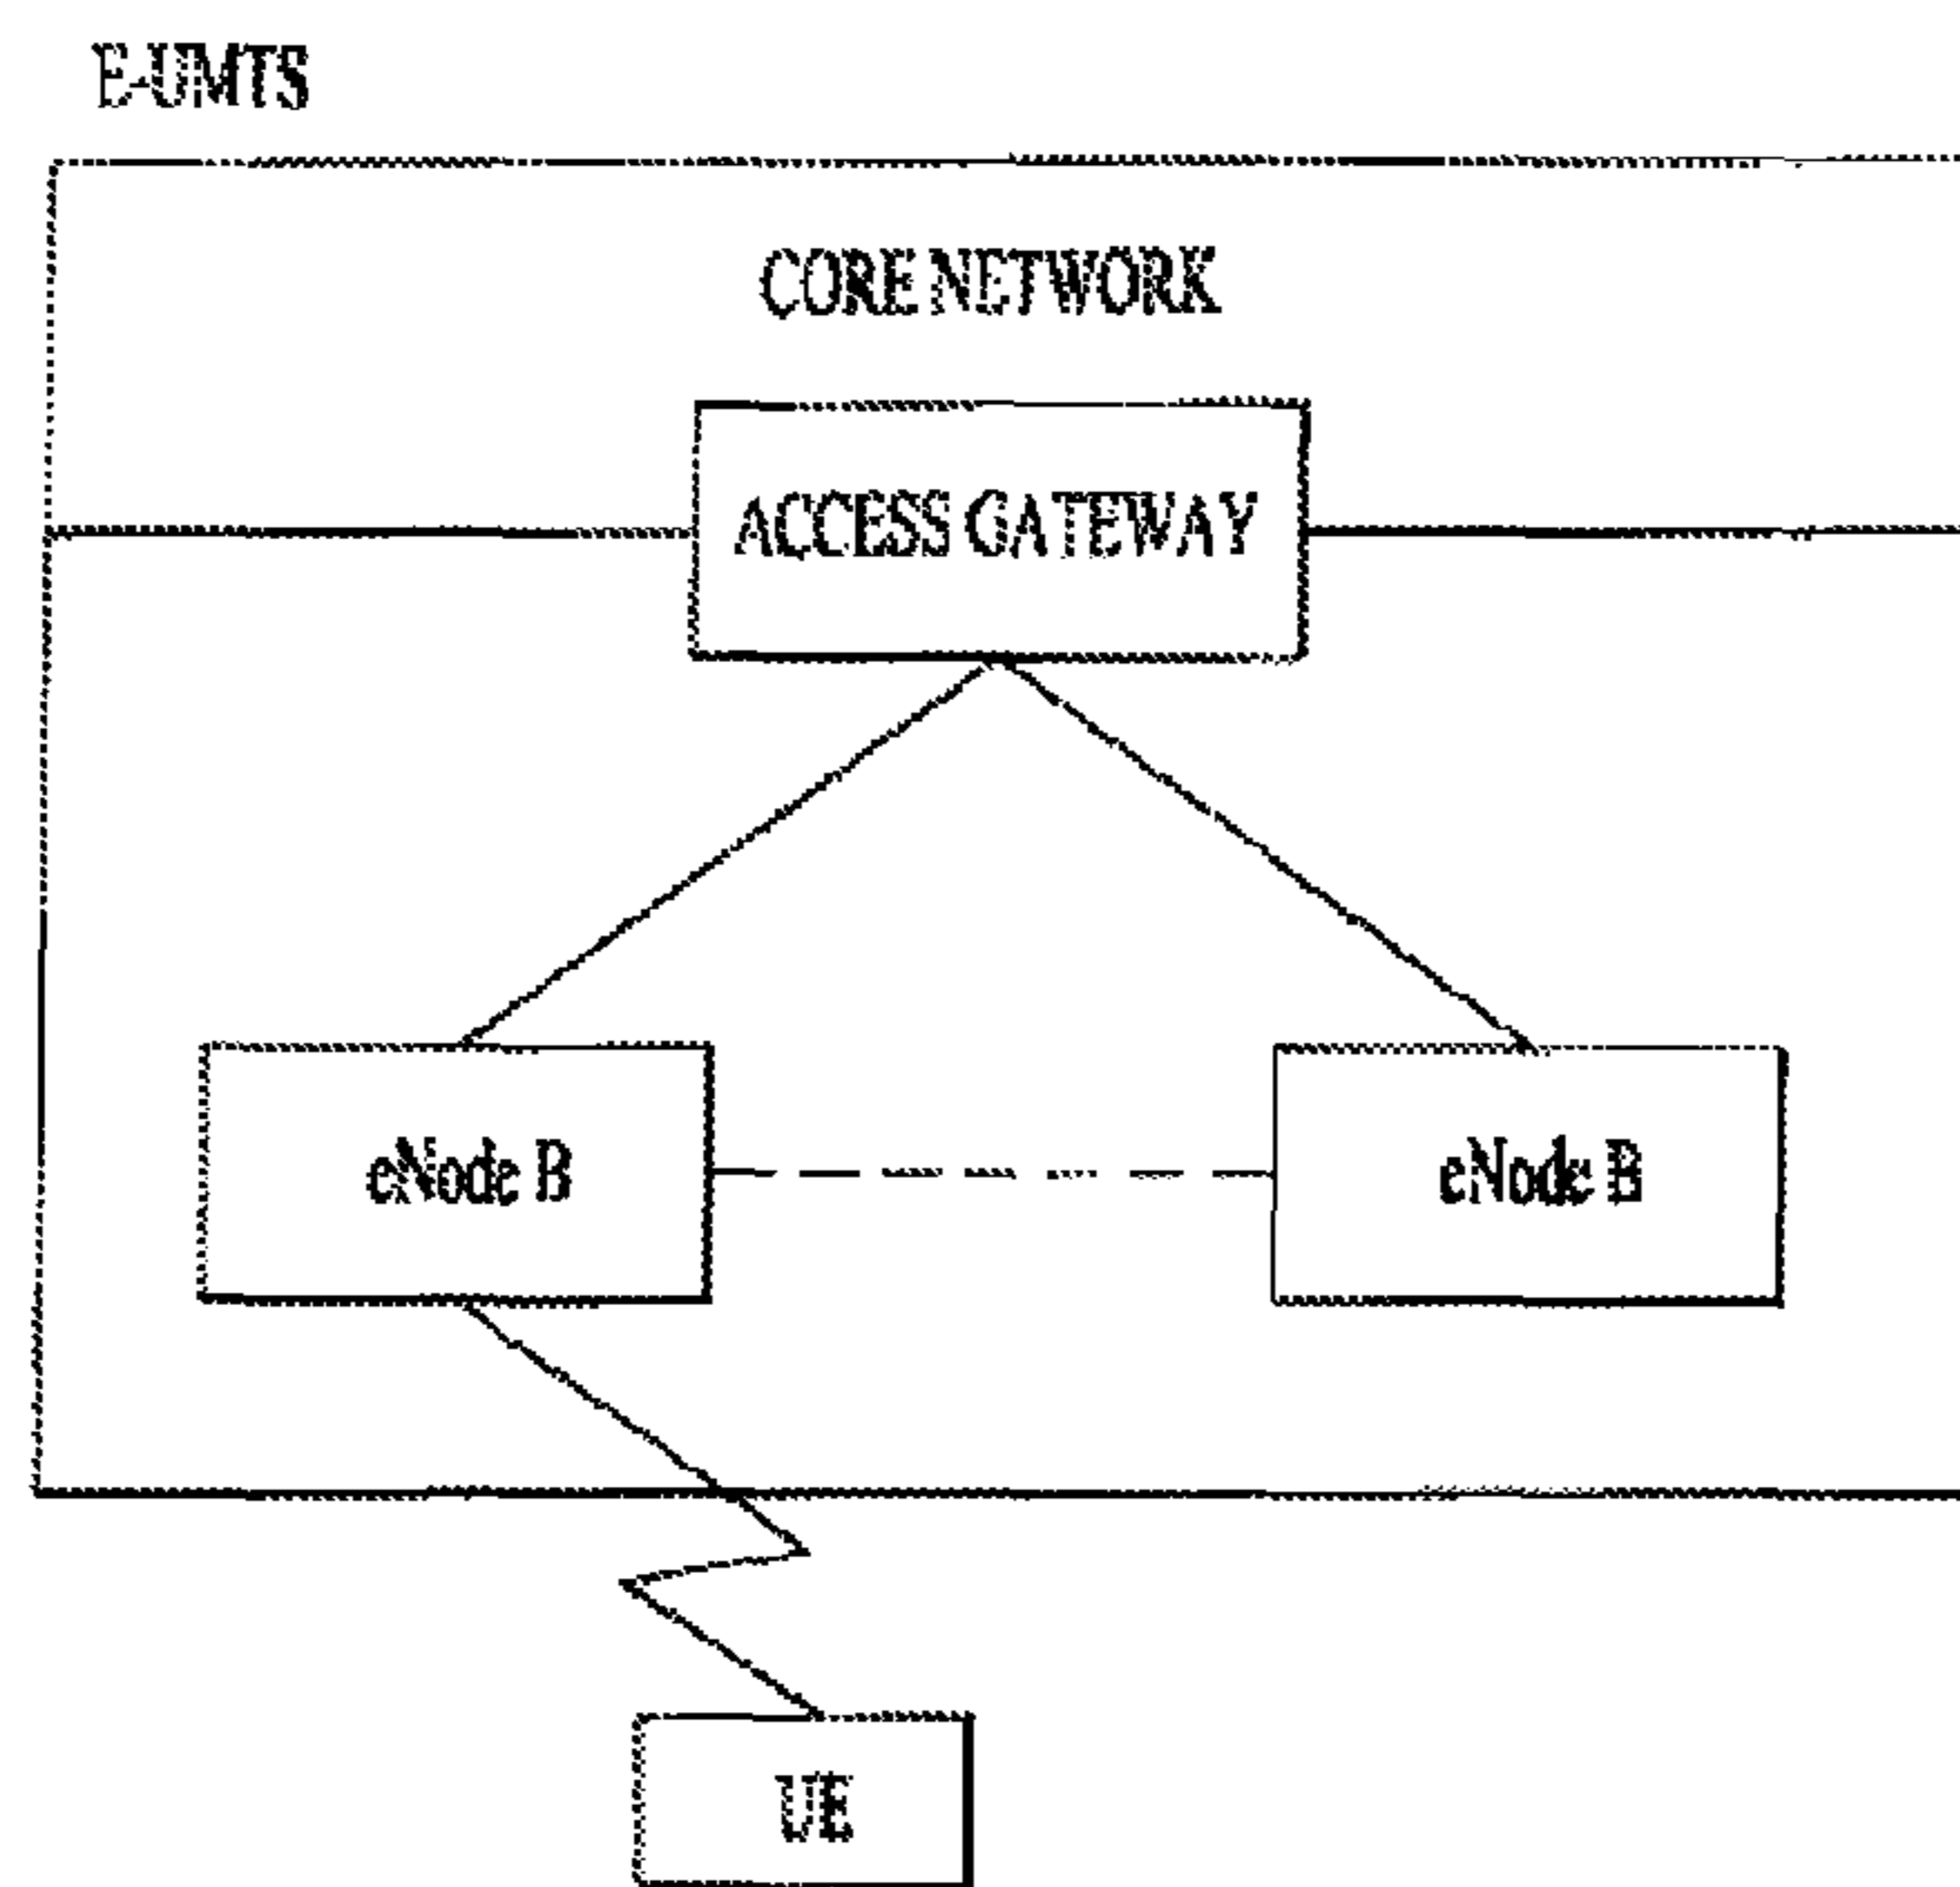 E-UMTS
CORE NETWORK
ACCESS GATEWAY
eNode B
eNode B
UE